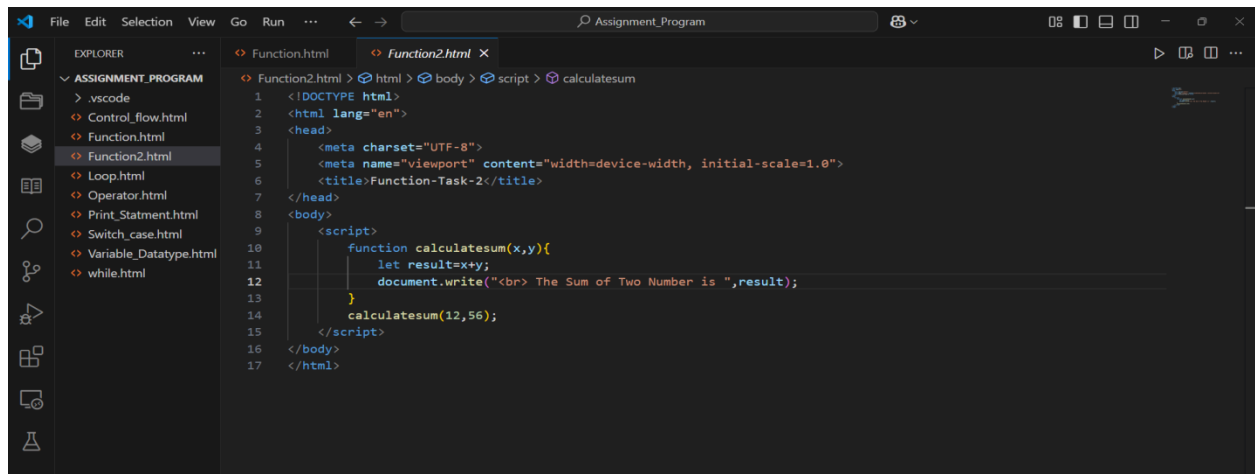 File Edit Selection View Go Run ··· ← → Assignment_Program
EXPLORER ···
ASSIGNMENT_PROGRAM
> .vscode
<> Control_flow.html
<> Function.html
<> Function2.html
<> Loop.html
<> Operator.html
<> Print_Statment.html
<> Switch_case.html
<> Variable_Datatype.html
<> while.html
<> Function.html <> Function2.html ×
<> Function2.html > html > body > script > calculatesum
1 <!DOCTYPE html>
2 <html lang="en">
3 <head>
4 <meta charset="UTF-8">
5 <meta name="viewport" content="width=device-width, initial-scale=1.0">
6 <title>Function-Task-2</title>
7 </head>
8 <body>
9 <script>
10 function calculatesum(x,y){
11 let result=x+y;
12 document.write("<br> The Sum of Two Number is ",result);
13 }
14 calculatesum(12,56);
15 </script>
16 </body>
17 </html>